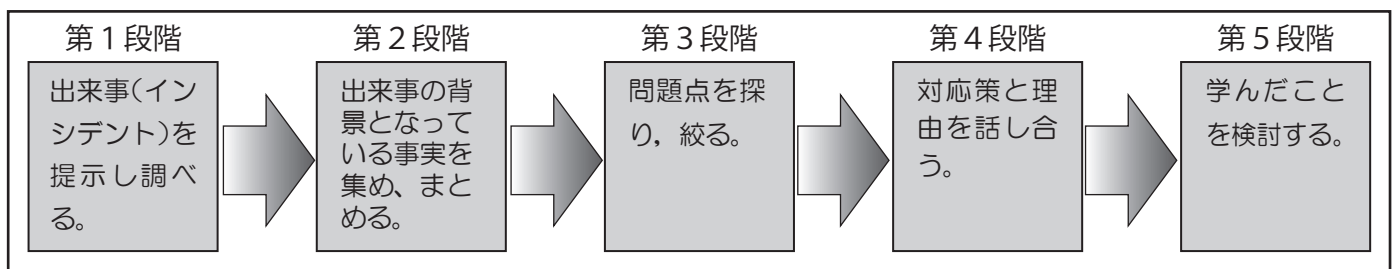 第1段階
出来事(イン
シデント)を
提示し調べ
る。
第2段階
出来事の背
景となって
いる事実を
集め、まと
める。
第3段階
問題点を探
り，絞る。
第4段階
対応策と理
由を話し合
う。
第5段階
学んだこと
を検討する。